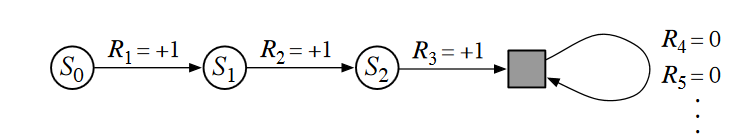 S₀ R₁ = +1 S₁ R₂ = +1 S₂ R₃ = +1
R₄ = 0
R₅ = 0
⋮